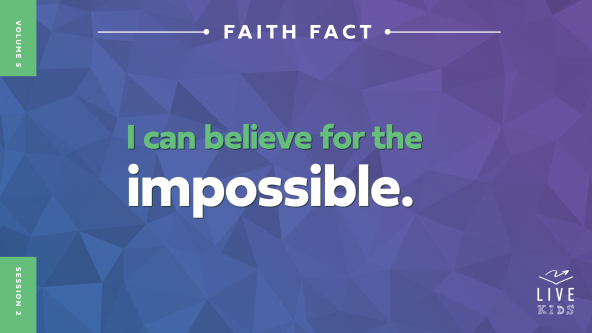 VOLUME 5
FAITH FACT
I can believe for the
impossible.
SESSION 2
LIVE
KIDS